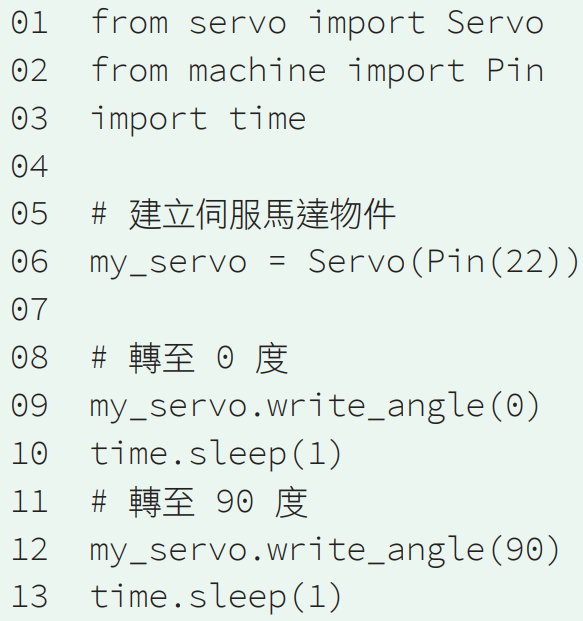 01 from servo import Servo
02 from machine import Pin
03 import time
04
05 # 建立伺服馬達物件
06 my_servo = Servo(Pin(22))
07
08 # 轉至 0 度
09 my_servo.write_angle(0)
10 time.sleep(1)
11 # 轉至 90 度
12 my_servo.write_angle(90)
13 time.sleep(1)